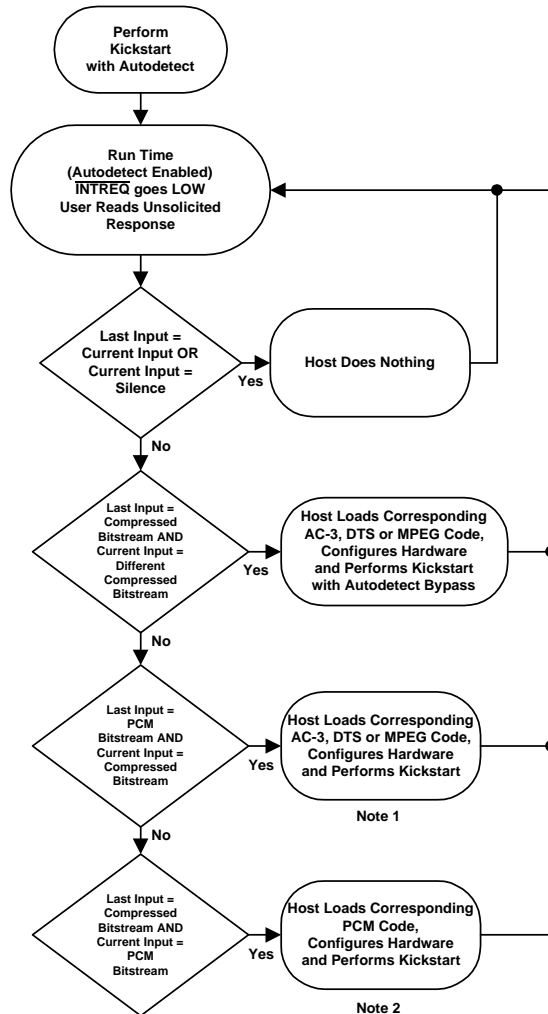 Perform
Kickstart
with Autodetect
Run Time
(Autodetect Enabled)
INTREQ goes LOW
User Reads Unsolicited
Response
Last Input =
Current Input OR
Current Input =
Silence
Yes
Host Does Nothing
No
Last Input =
Compressed
Bitstream AND
Current Input =
Different
Compressed
Bitstream
Yes
Host Loads Corresponding
AC-3, DTS or MPEG Code,
Configures Hardware
and Performs Kickstart
with Autodetect Bypass
No
Last Input =
PCM
Bitstream AND
Current Input =
Compressed
Bitstream
Yes
Host Loads Corresponding
AC-3, DTS or MPEG Code,
Configures Hardware
and Performs Kickstart
Note 1
No
Last Input =
Compressed
Bitstream AND
Current Input =
PCM
Bitstream
Yes
Host Loads Corresponding
PCM Code,
Configures Hardware
and Performs Kickstart
Note 2